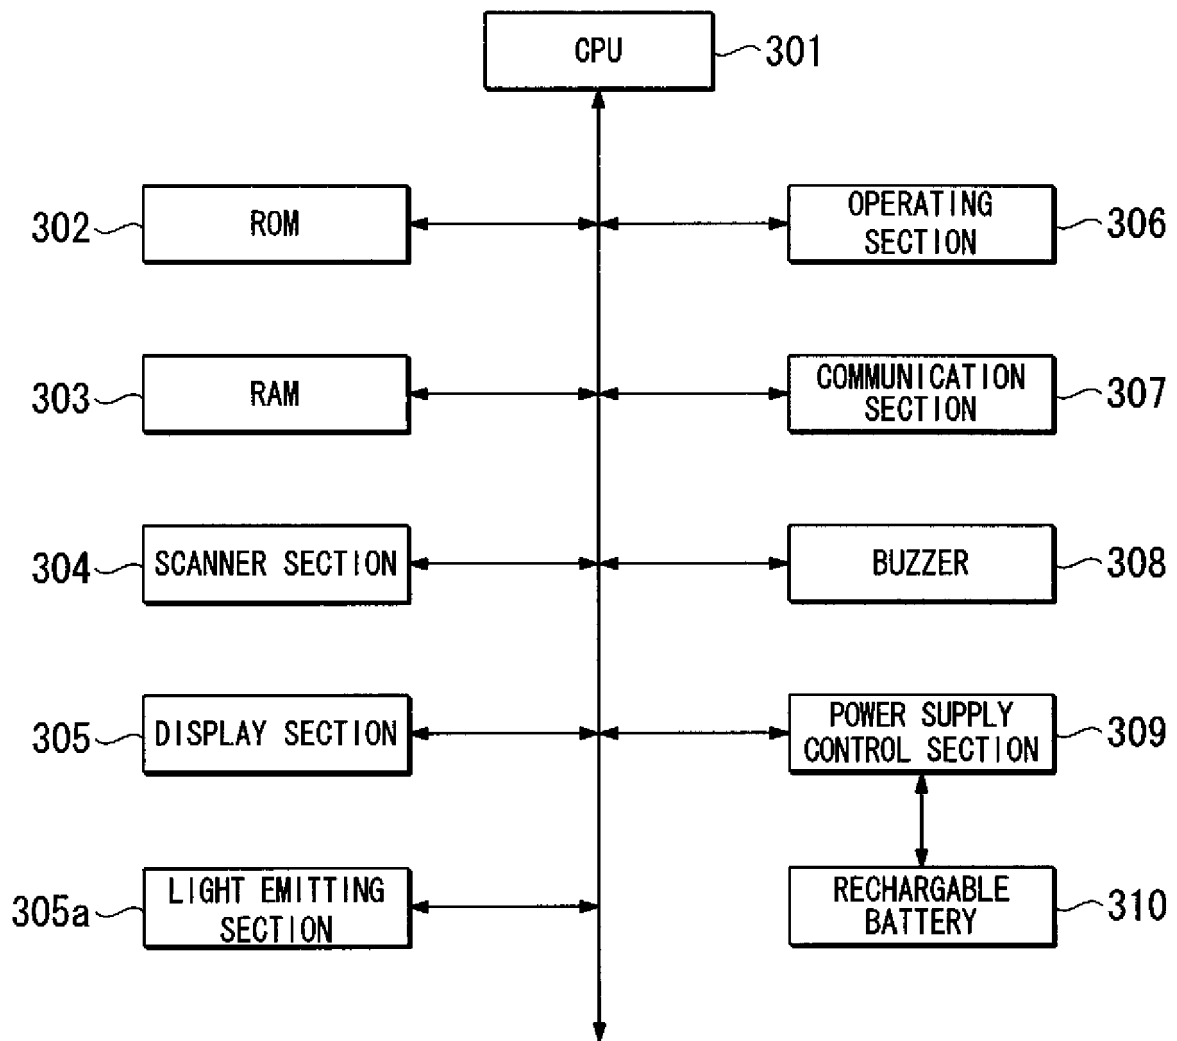 CPU
301
302
ROM
OPERATING
SECTION
306
303
RAM
COMMUNICATION
SECTION
307
304
SCANNER SECTION
BUZZER
308
305
DISPLAY SECTION
POWER SUPPLY
CONTROL SECTION
309
305a
LIGHT EMITTING
SECTION
RECHARGABLE
BATTERY
310